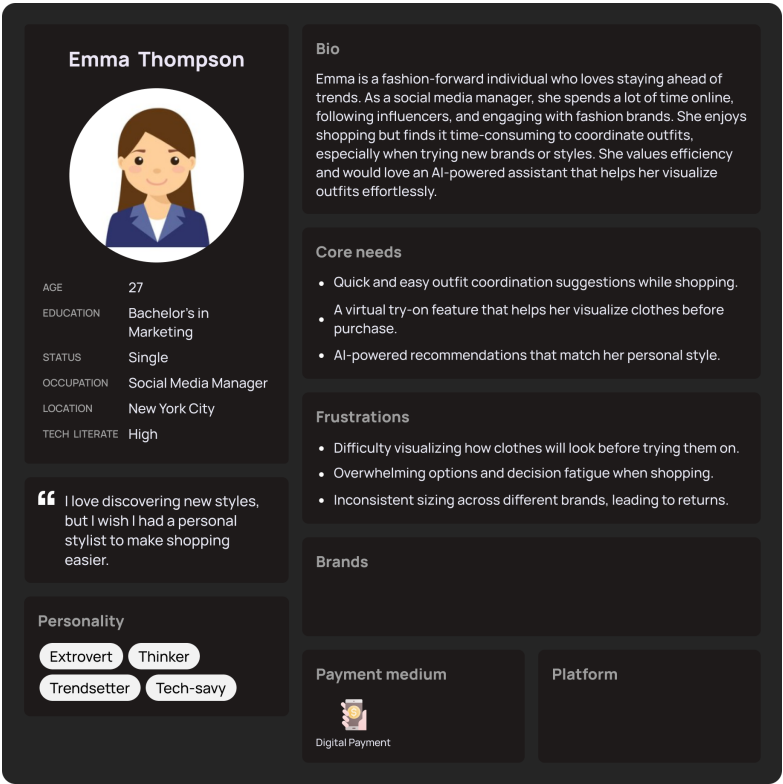 Emma Thompson
AGE 27
EDUCATION Bachelor's in
Marketing
STATUS Single
OCCUPATION Social Media Manager
LOCATION New York City
TECH LITERATE High
“ I love discovering new styles,
but I wish I had a personal
stylist to make shopping
easier.
Personality
Extrovert Thinker
Trendsetter Tech-savy
Bio
Emma is a fashion-forward individual who loves staying ahead of
trends. As a social media manager, she spends a lot of time online,
following influencers, and engaging with fashion brands. She enjoys
shopping but finds it time-consuming to coordinate outfits,
especially when trying new brands or styles. She values efficiency
and would love an AI-powered assistant that helps her visualize
outfits effortlessly.
Core needs
• Quick and easy outfit coordination suggestions while shopping.
• A virtual try-on feature that helps her visualize clothes before
purchase.
• AI-powered recommendations that match her personal style.
Frustrations
• Difficulty visualizing how clothes will look before trying them on.
• Overwhelming options and decision fatigue when shopping.
• Inconsistent sizing across different brands, leading to returns.
Brands
Payment medium
Digital Payment
Platform